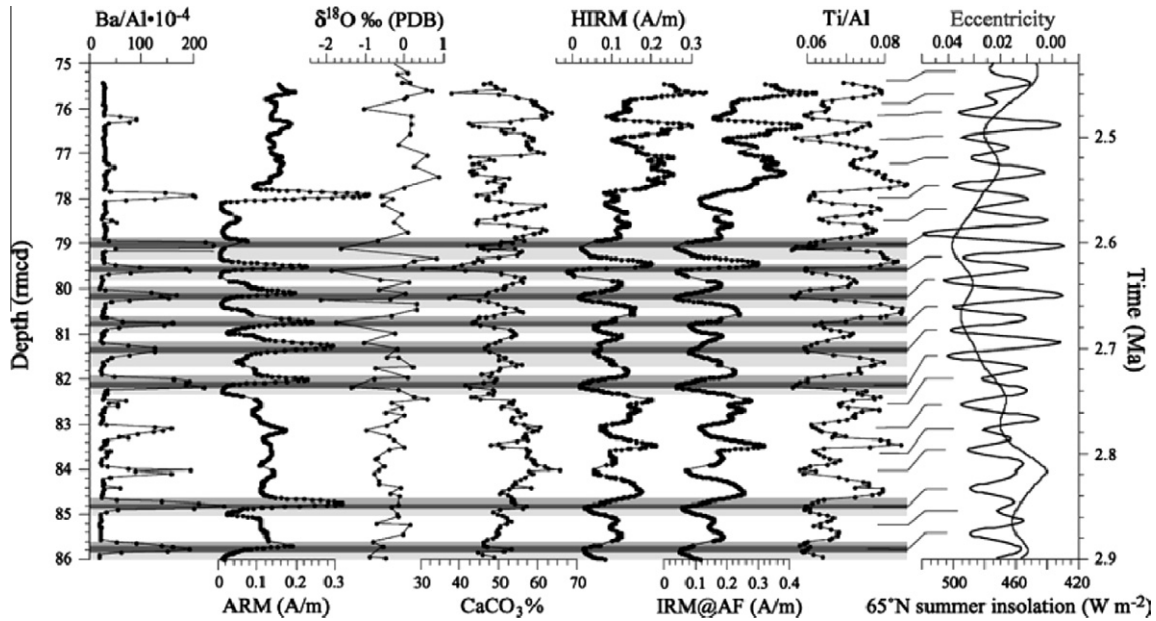 Ba/Al•10-4 δ18O ‰ (PDB) HIRM (A/m) Ti/Al Eccentricity
0 100 200 -2 -1 0 1 0 0.1 0.2 0.3 0.06 0.08 0.04 0.02 0.00
75
76
77
78
79
80
81
82
83
84
85
86
Depth (rmcd)
2.5
2.6
2.7
2.8
2.9
Time (Ma)
0 0.1 0.2 0.3 30 40 50 60 70 0 0.1 0.2 0.3 0.4 500 460 420
ARM (A/m) CaCO3% IRM@AF (A/m) 65°N summer insolation (W m-2)